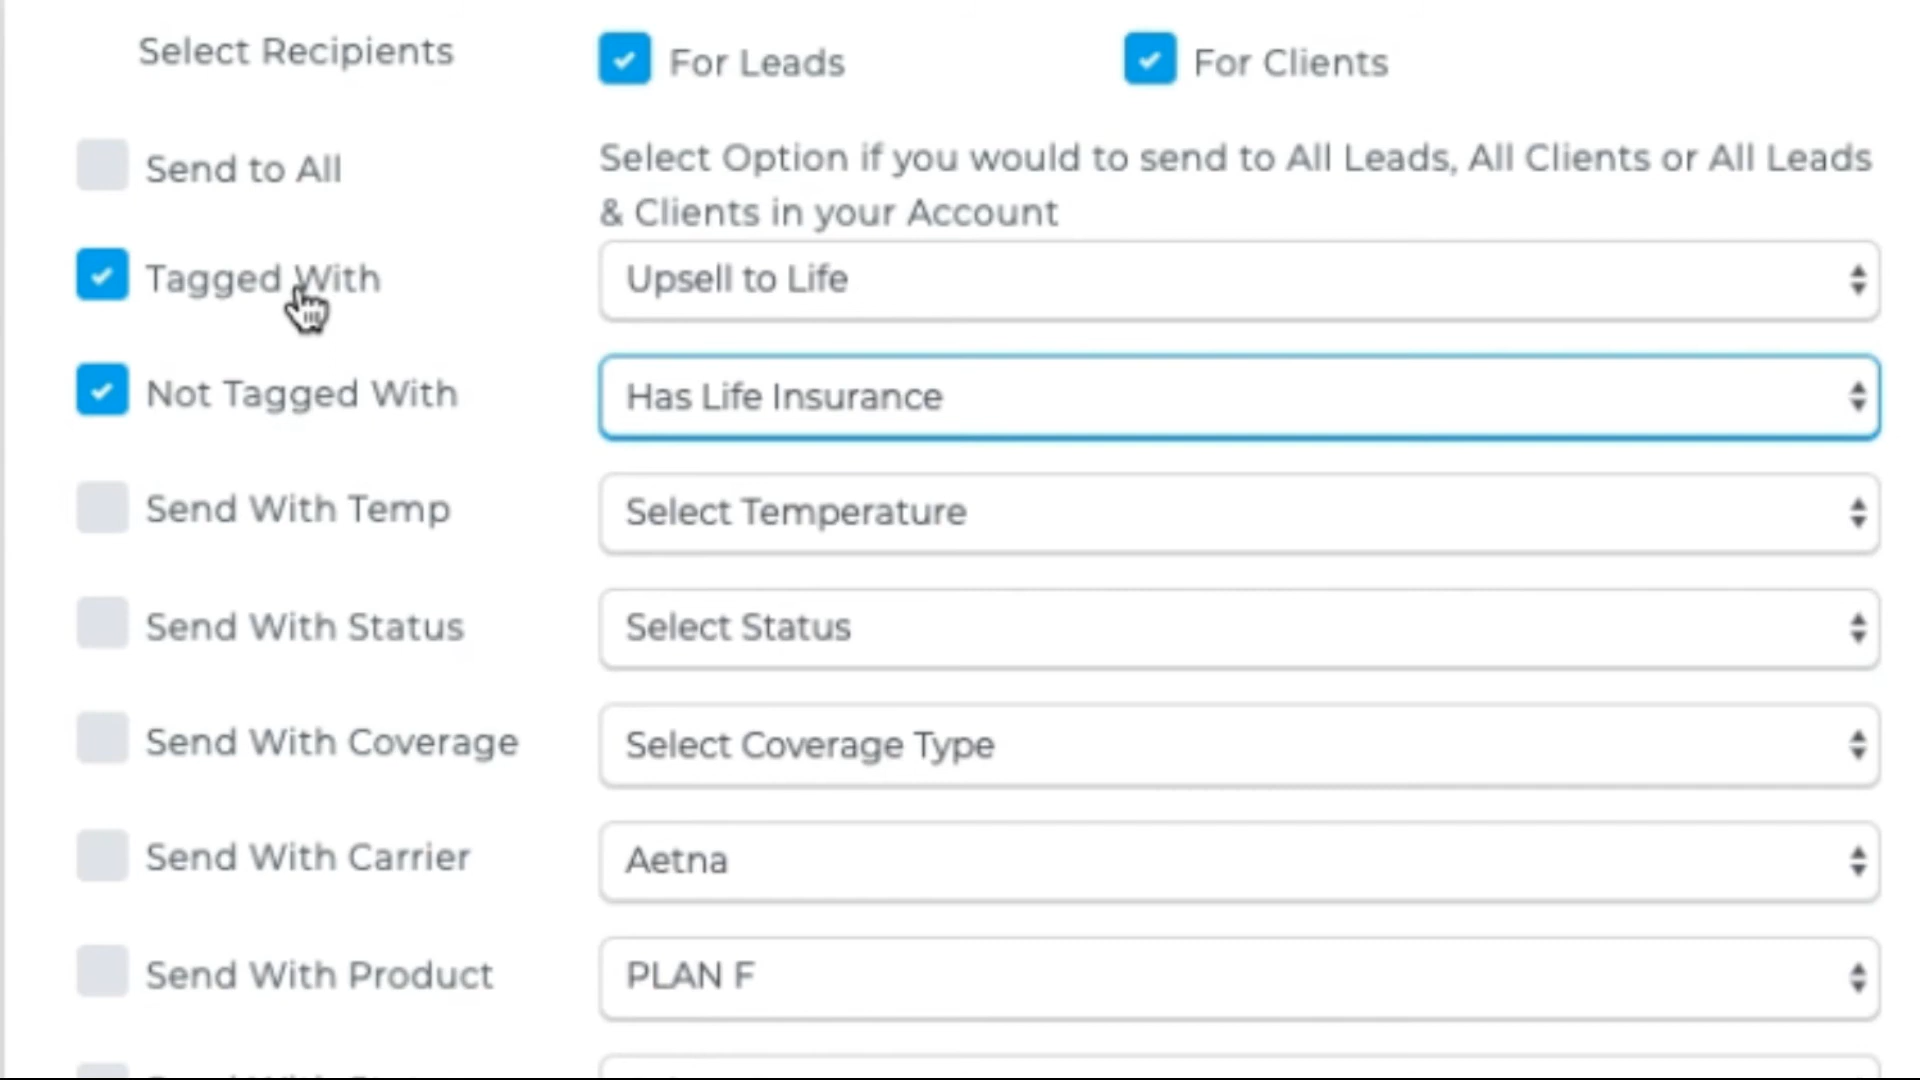 Select Recipients
For Leads
For Clients
Send to All
Select Option if you would to send to All Leads, All Clients or All Leads
& Clients in your Account
Tagged With
Upsell to Life
Not Tagged With
Has Life Insurance
Send With Temp
Select Temperature
Send With Status
Select Status
Send With Coverage
Select Coverage Type
Send With Carrier
Aetna
Send With Product
PLAN F